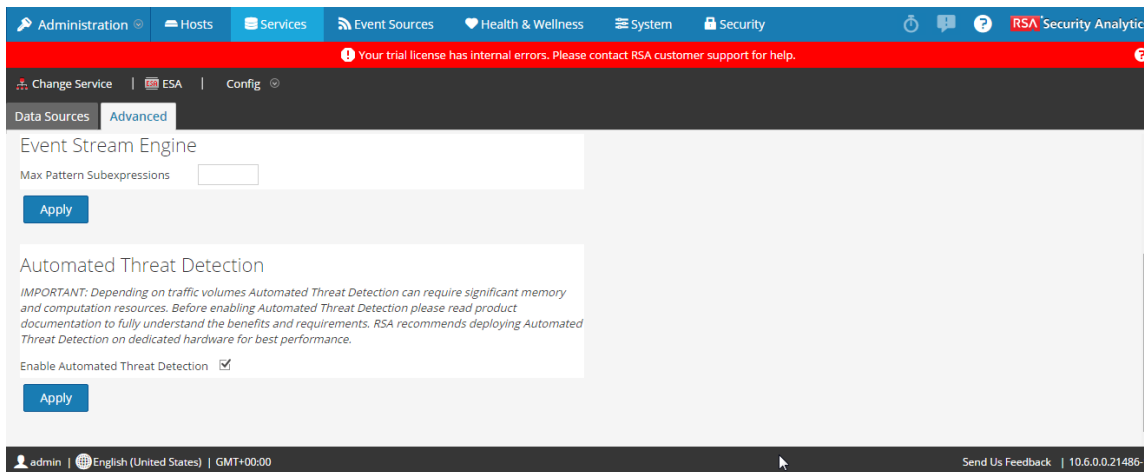 Administration Hosts Services Event Sources Health & Wellness System Security RSA Security Analytic
Your trial license has internal errors. Please contact RSA customer support for help.
Change Service | ESA | Config
Data Sources Advanced
Event Stream Engine
Max Pattern Subexpressions
Apply
Automated Threat Detection
IMPORTANT: Depending on traffic volumes Automated Threat Detection can require significant memory
and computation resources. Before enabling Automated Threat Detection please read product
documentation to fully understand the benefits and requirements. RSA recommends deploying Automated
Threat Detection on dedicated hardware for best performance.
Enable Automated Threat Detection
Apply
admin | English (United States) | GMT+00:00 Send Us Feedback | 10.6.0.0.21486-